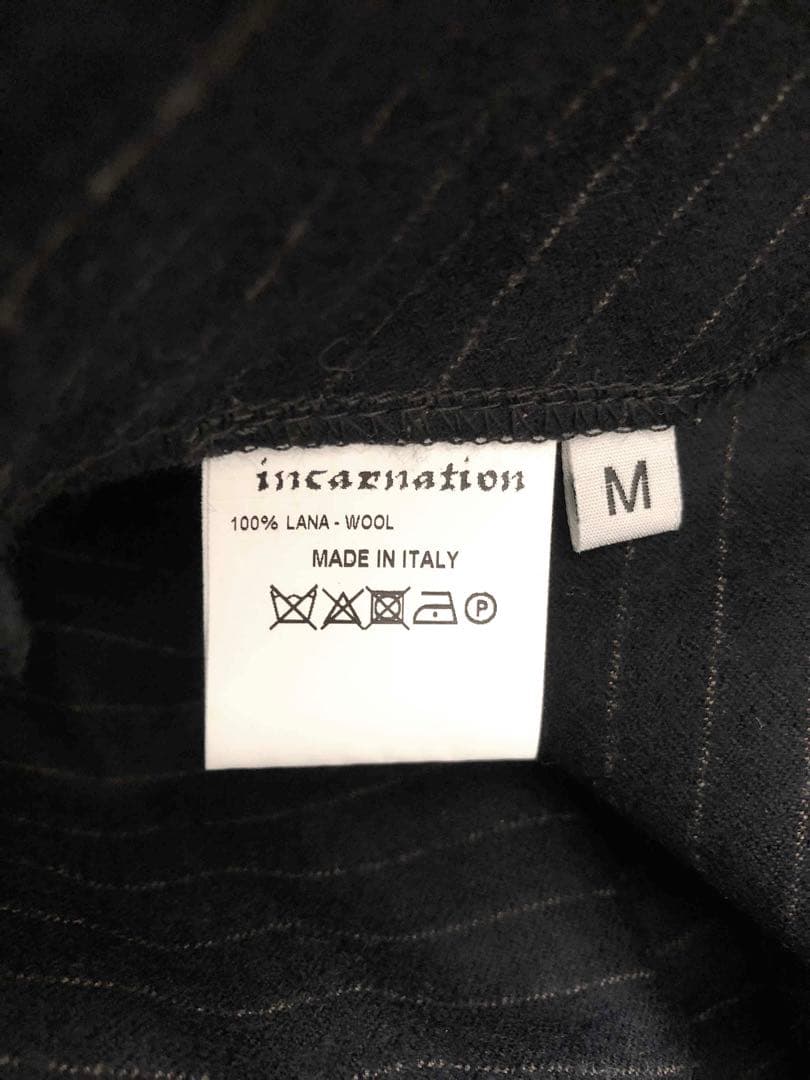 incarnation
M
100% LANA - WOOL
MADE IN ITALY
P